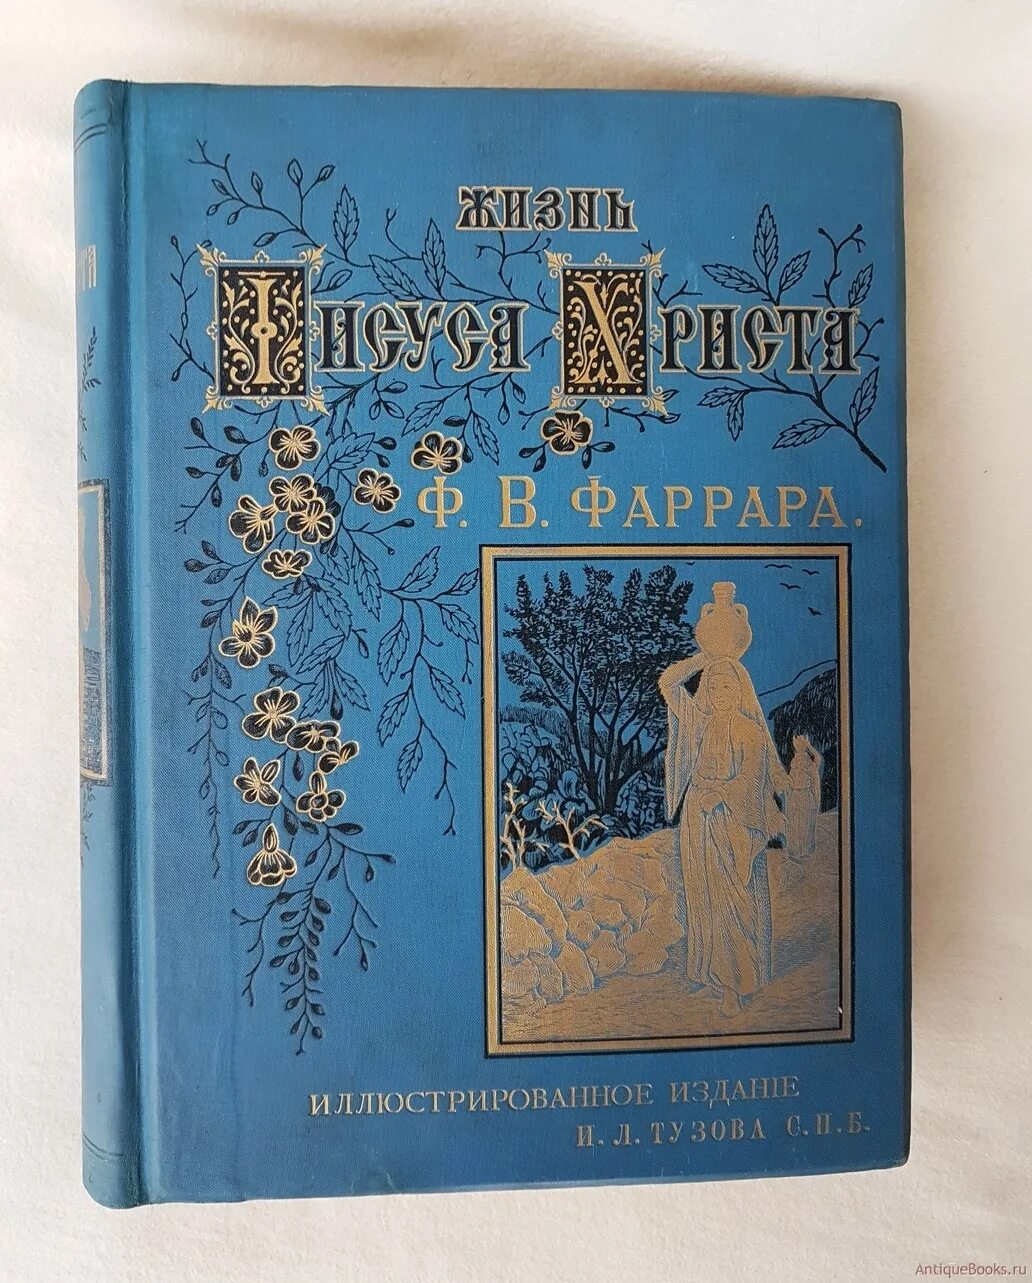 Жизнь
Іисуса Христа
Ф. В. Фаррара.
Иллюстрированное изданіе
И. Л. Тузова С.П.Б.
AntiqueBooks.ru